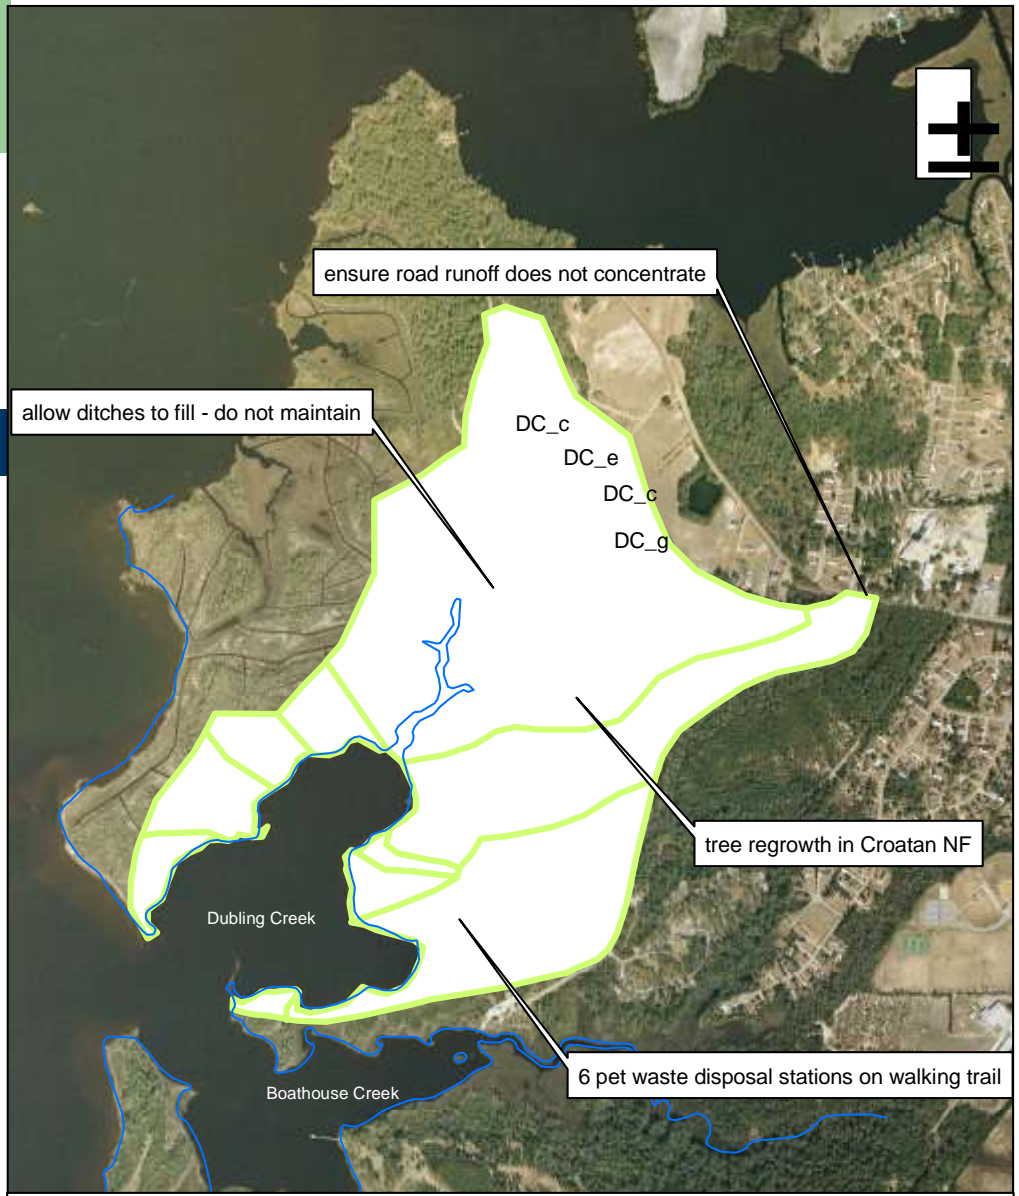 ensure road runoff does not concentrate
allow ditches to fill - do not maintain
DC_c
DC_e
DC_c
DC_g
tree regrowth in Croatan NF
Dubling Creek
6 pet waste disposal stations on walking trail
Boathouse Creek